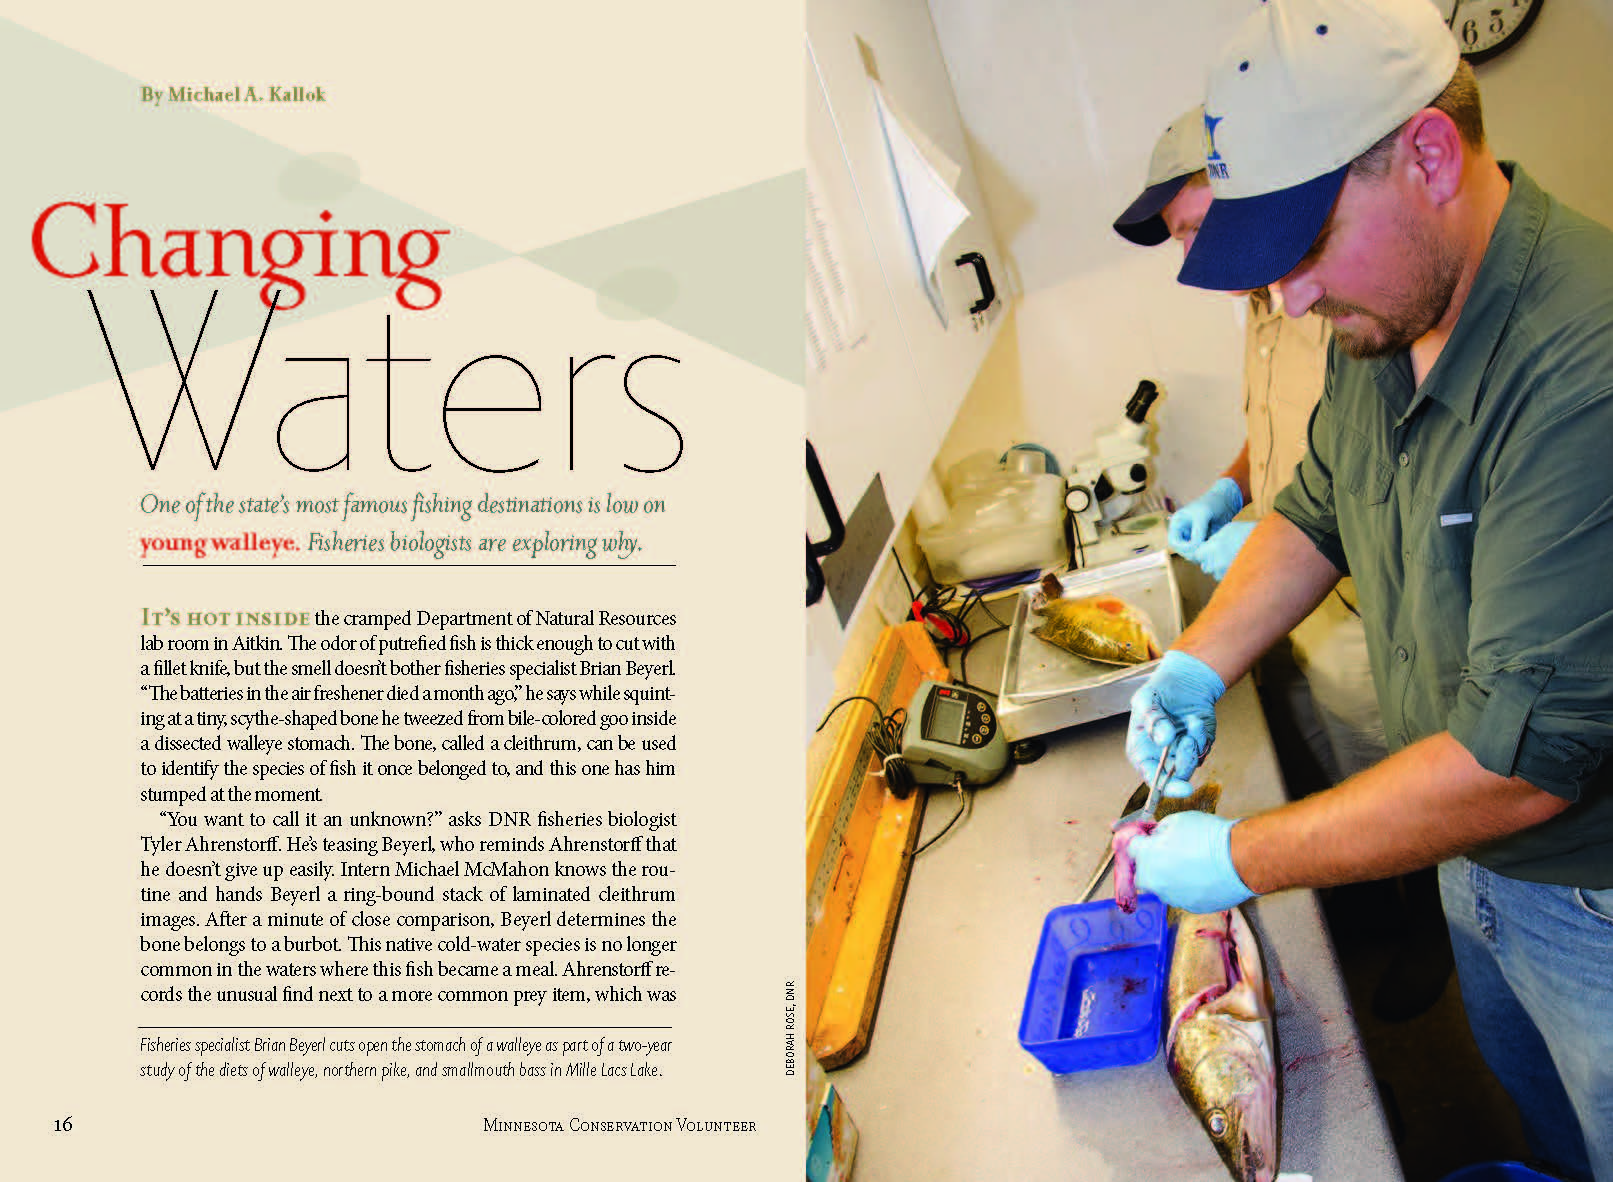 By Michael A. Kallok
Changing
Waters
One of the state's most famous fishing destinations is low on
young walleye. Fisheries biologists are exploring why.
IT'S HOT INSIDE the cramped Department of Natural Resources
lab room in Aitkin. The odor of putrefied fish is thick enough to cut with
a fillet knife, but the smell doesn't bother fisheries specialist Brian Beyerl.
“The batteries in the air freshener died a month ago,” he says while squint-
ing at a tiny, scythe-shaped bone he tweezed from bile-colored goo inside
a dissected walleye stomach. The bone, called a cleithrum, can be used
to identify the species of fish it once belonged to, and this one has him
stumped at the moment.
“You want to call it an unknown?” asks DNR fisheries biologist
Tyler Ahrenstorff. He's teasing Beyerl, who reminds Ahrenstorff that
he doesn't give up easily. Intern Michael McMahon knows the rou-
tine and hands Beyerl a ring-bound stack of laminated cleithrum
images. After a minute of close comparison, Beyerl determines the
bone belongs to a burbot. This native cold-water species is no longer
common in the waters where this fish became a meal. Ahrenstorff re-
cords the unusual find next to a more common prey item, which was
Fisheries specialist Brian Beyerl cuts open the stomach of a walleye as part of a two-year
study of the diets of walleye, northern pike, and smallmouth bass in Mille Lacs Lake.
16
MINNESOTA CONSERVATION VOLUNTEER
DEBORAH ROSE, DNR
DNR
6 5